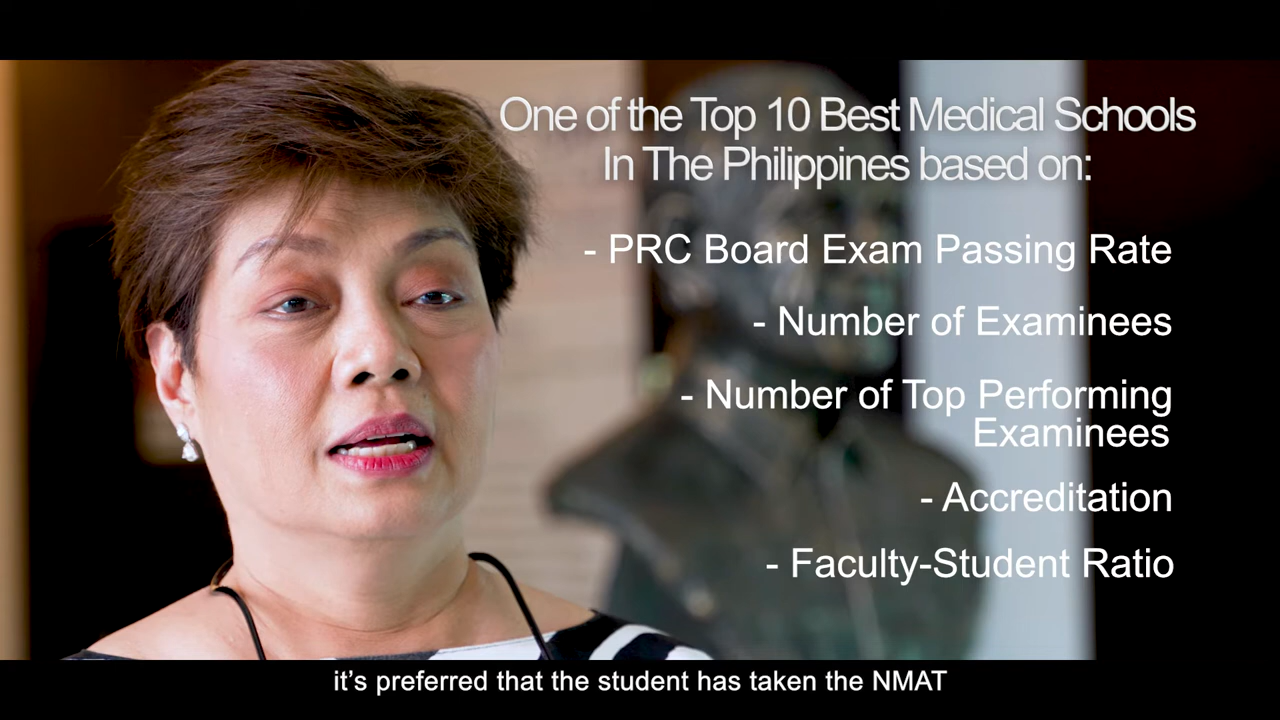 One of the Top 10 Best Medical Schools
In The Philippines based on:
- PRC Board Exam Passing Rate
- Number of Examinees
- Number of Top Performing
Examinees
- Accreditation
- Faculty-Student Ratio
it’s preferred that the student has taken the NMAT